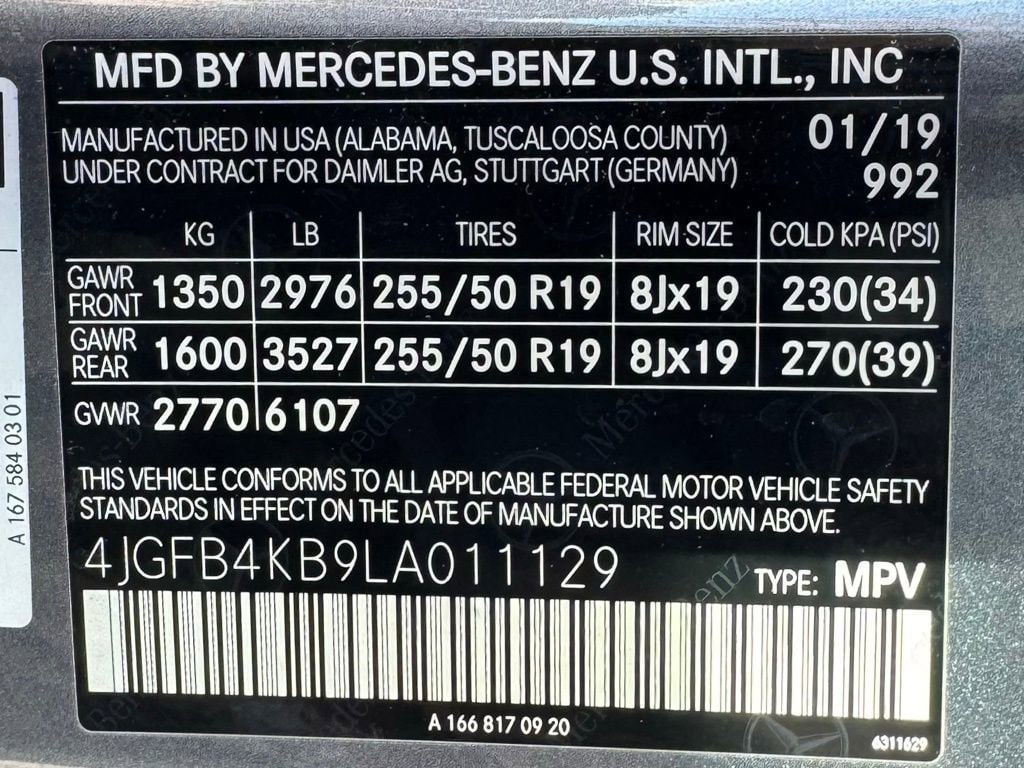 MFD BY MERCEDES-BENZ U.S. INTL., INC
MANUFACTURED IN USA (ALABAMA, TUSCALOOSA COUNTY) 01/19
UNDER CONTRACT FOR DAIMLER AG, STUTTGART (GERMANY) 992
KG LB TIRES RIM SIZE COLD KPA (PSI)
GAWR FRONT 1350 2976 255/50 R19 8Jx19 230(34)
GAWR REAR 1600 3527 255/50 R19 8Jx19 270(39)
GVWR 2770 6107
THIS VEHICLE CONFORMS TO ALL APPLICABLE FEDERAL MOTOR VEHICLE SAFETY
STANDARDS IN EFFECT ON THE DATE OF MANUFACTURE SHOWN ABOVE.
4JGFB4KB9LA011129 TYPE: MPV
A 166 817 09 20
6311629
A 167 584 03 01